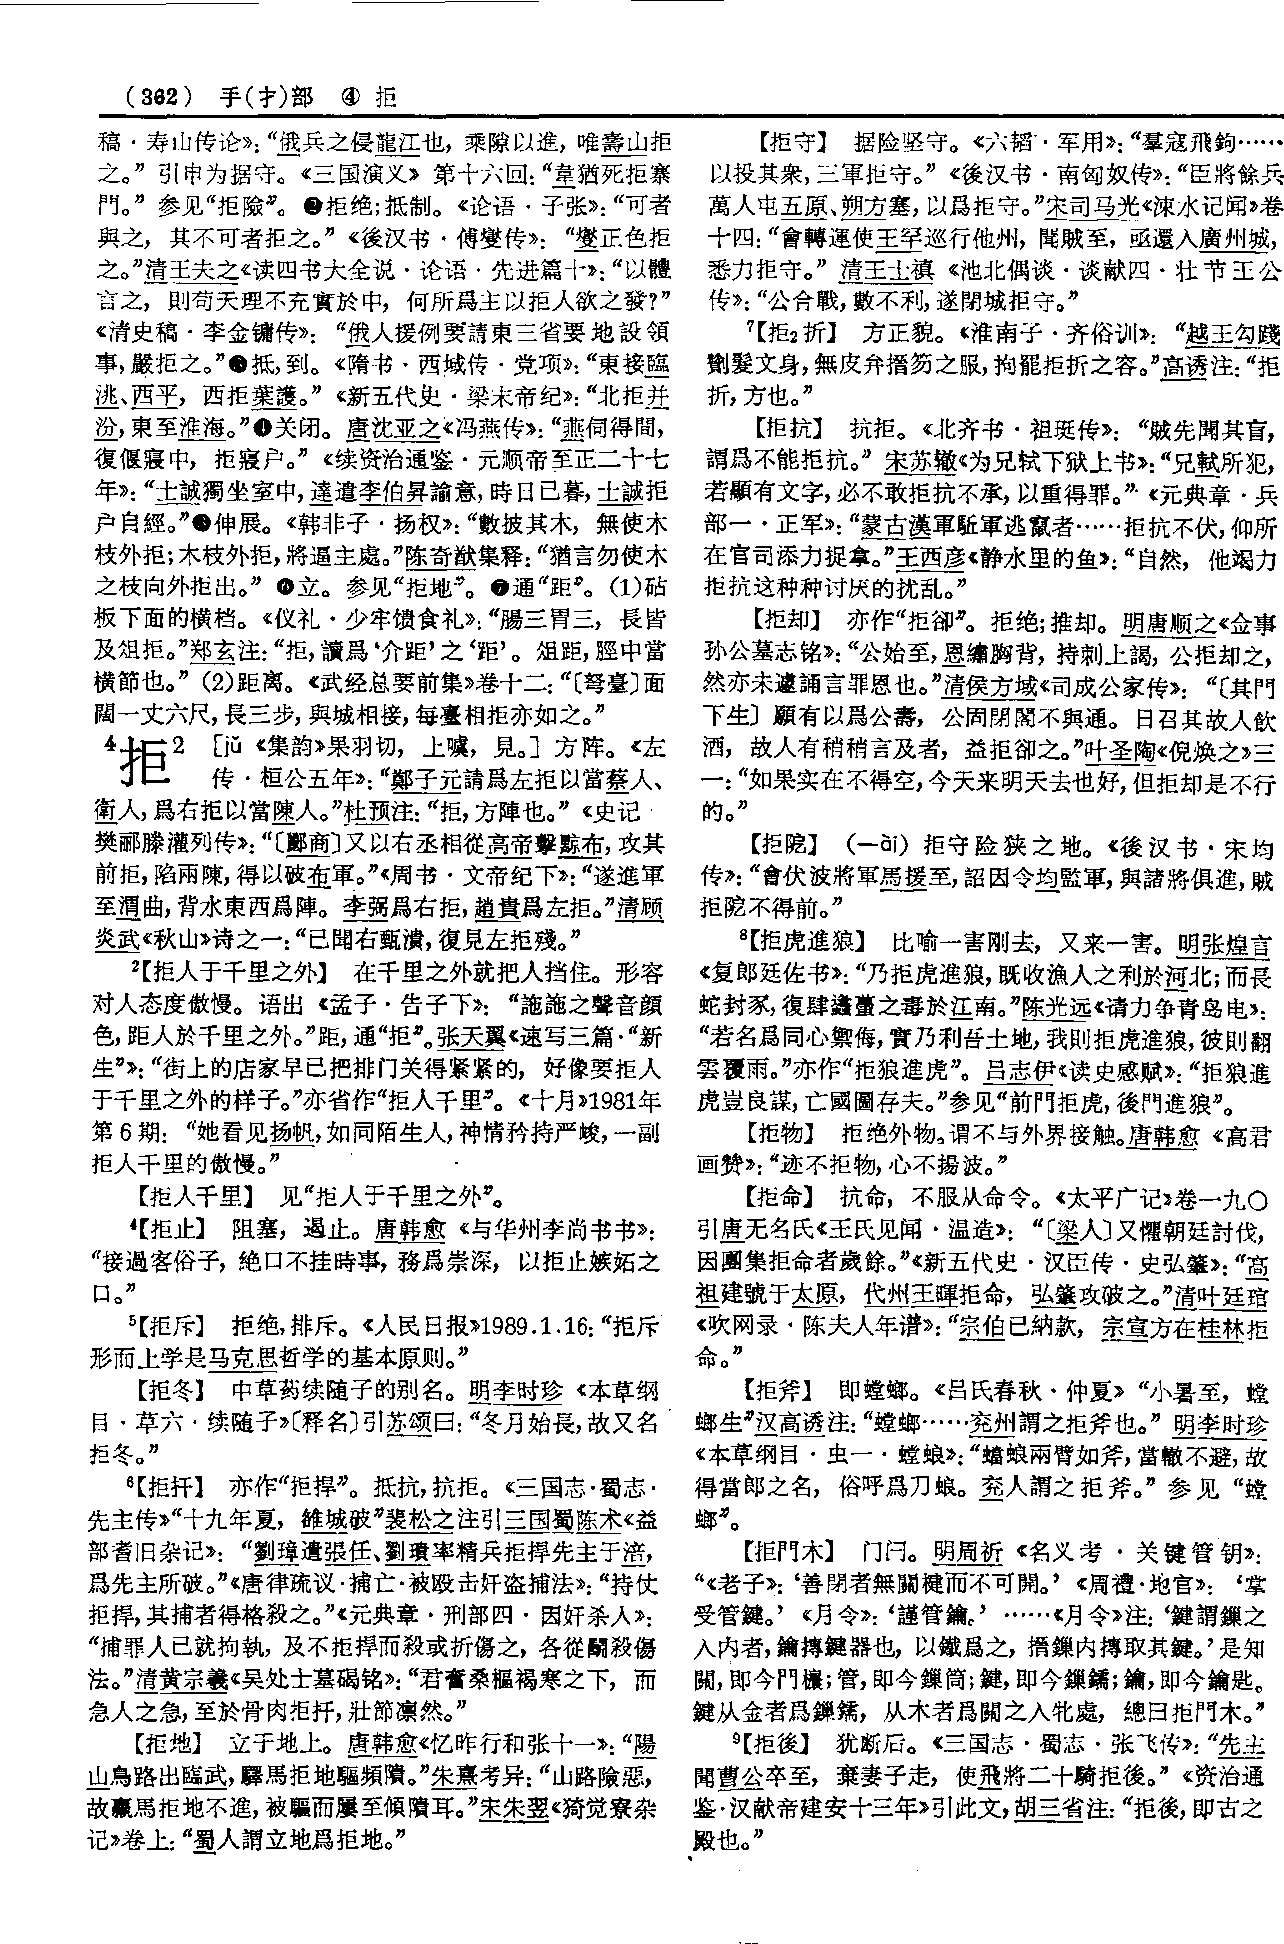 (362) 手(扌)部 ④ 拒
稿·寿山传论》：“俄兵之侵龍江也，乘隙以進，唯壽山拒
之。”引申为据守。《三国演义》第十六回：“韋猶死拒寨
門。”参见“拒險”。❷拒绝；抵制。《论语·子张》：“可者
與之，其不可者拒之。”《後汉书·傅燮传》：“燮正色拒
之。”清王夫之《读四书大全说·论语·先进篇十》：“以體
言之，則苟天理不充實於中，何所爲主以拒人欲之發？”
《清史稿·李金镛传》：“俄人援例要請東三省要地設領
事，嚴拒之。”❸抵，到。《隋书·西域传·党项》：“東接臨
洮、西平，西拒葉護。”《新五代史·梁末帝纪》：“北拒并
汾，東至淮海。”❹关闭。唐沈亚之《冯燕传》：“燕伺得間，
復偃寢中，拒寢户。”《续资治通鉴·元顺帝至正二十七
年》：“士誠獨坐室中，達遣李伯昇諭意，時日已暮，士誠拒
户自經。”❺伸展。《韩非子·扬权》：“數披其木，無使木
枝外拒；木枝外拒，將逼主處。”陈奇猷集释：“猶言勿使木
之枝向外拒出。”❻立。参见“拒地”。❼通“距”。(1)砧
板下面的横档。《仪礼·少牢馈食礼》：“腸三胃三，長皆
及俎拒。”郑玄注：“拒，讀爲‘介距’之‘距’。俎距，脛中當
横節也。”(2)距离。《武经总要前集》卷十二：“〔弩臺〕面
闊一丈六尺，長三步，與城相接，每臺相拒亦如之。”
⁴拒² [jǔ 《集韵》果羽切，上噳，見。] 方阵。《左
传·桓公五年》：“鄭子元請爲左拒以當蔡人、
衛人，爲右拒以當陳人。”杜预注：“拒，方陣也。”《史记·
樊郦滕灌列传》：“〔酈商〕又以右丞相從高帝擊黥布，攻其
前拒，陷兩陳，得以破布軍。”《周书·文帝纪下》：“遂進軍
至渭曲，背水東西爲陣。李弼爲右拒，趙貴爲左拒。”清顾
炎武《秋山》诗之一：“已聞右甄潰，復見左拒殘。”
²【拒人于千里之外】 在千里之外就把人挡住。形容
对人态度傲慢。语出《孟子·告子下》：“訑訑之聲音顔
色，距人於千里之外。”距，通“拒”。张天翼《速写三篇·“新
生”》：“街上的店家早已把排门关得紧紧的，好像要拒人
于千里之外的样子。”亦省作“拒人千里”。《十月》1981年
第6期：“她看见扬帆，如同陌生人，神情矜持严峻，一副
拒人千里的傲慢。”
【拒人千里】 见“拒人于千里之外”。
⁴【拒止】 阻塞，遏止。唐韩愈《与华州李尚书书》：
“接過客俗子，绝口不挂時事，務爲崇深，以拒止嫉妬之
口。”
⁵【拒斥】 拒绝，排斥。《人民日报》1989.1.16：“拒斥
形而上学是马克思哲学的基本原则。”
【拒冬】 中草药续随子的别名。明李时珍《本草纲
目·草六·续随子》〔释名〕引苏颂曰：“冬月始長，故又名
拒冬。”
⁶【拒扞】 亦作“拒捍”。抵抗，抗拒。《三国志·蜀志·
先主传》“十九年夏，雒城破”裴松之注引三国蜀陈术《益
部耆旧杂记》：“劉璋遣張任、劉璝率精兵拒捍先主于涪，
爲先主所破。”《唐律疏议·捕亡·被殴击奸盗捕法》：“持仗
拒捍，其捕者得格殺之。”《元典章·刑部四·因奸杀人》：
“捕罪人已就拘執，及不拒捍而殺或折傷之，各從鬭殺傷
法。”清黄宗羲《吴处士墓碣铭》：“君奮桑樞褐寒之下，而
急人之急，至於骨肉拒扞，壯節凛然。”
【拒地】 立于地上。唐韩愈《忆昨行和张十一》：“陽
山鳥路出臨武，驛馬拒地驅頻隤。”朱熹考异：“山路險惡，
故羸馬拒地不進，被驅而屢至傾隤耳。”宋朱翌《猗觉寮杂
记》卷上：“蜀人謂立地爲拒地。”
【拒守】 据险坚守。《六韬·军用》：“羣寇飛鉤……
以投其衆，三軍拒守。”《後汉书·南匈奴传》：“臣將餘兵
萬人屯五原、朔方塞，以爲拒守。”宋司马光《涑水记闻》卷
十四：“會轉運使王罕巡行他州，聞賊至，亟還入廣州城，
悉力拒守。”清王士禛《池北偶谈·谈献四·壮节王公
传》：“公合戰，數不利，遂閉城拒守。”
⁷【拒₂折】 方正貌。《淮南子·齐俗训》：“越王勾踐
劗髮文身，無皮弁搢笏之服，拘罷拒折之容。”高诱注：“拒
折，方也。”
【拒抗】 抗拒。《北齐书·祖珽传》：“賊先聞其盲，
謂爲不能拒抗。”宋苏辙《为兄轼下狱上书》：“兄軾所犯，
若顯有文字，必不敢拒抗不承，以重得罪。”《元典章·兵
部一·正军》：“蒙古漢軍駈軍逃竄者……拒抗不伏，仰所
在官司添力捉拿。”王西彦《静水里的鱼》：“自然，他竭力
拒抗这种种讨厌的扰乱。”
【拒却】 亦作“拒卻”。拒绝；推却。明唐顺之《佥事
孙公墓志铭》：“公始至，恩繡胸背，持刺上謁，公拒却之，
然亦未遽誦言罪恩也。”清侯方域《司成公家传》：“〔其門
下生〕願有以爲公壽，公閉閣不與通。日召其故人飲
酒，故人有稍稍言及者，益拒卻之。”叶圣陶《倪焕之》三
一：“如果实在不得空，今天来明天去也好，但拒却是不行
的。”
【拒阸】 (—ài) 拒守险狭之地。《後汉书·宋均
传》：“會伏波將軍馬援至，詔因令均監軍，與諸將俱進，賊
拒阸不得前。”
⁸【拒虎進狼】 比喻一害刚去，又来一害。明张煌言
《复郎廷佐书》：“乃拒虎進狼，既收漁人之利於河北；而長
蛇封豕，復肆蠭蠆之毒於江南。”陈光远《请力争青岛电》：
“若名爲同心禦侮，實乃利吾土地，我則拒虎進狼，彼則翻
雲覆雨。”亦作“拒狼進虎”。吕志伊《读史感赋》：“拒狼進
虎豈良謀，亡國圖存夫。”参见“前門拒虎，後門進狼”。
【拒物】 拒绝外物。谓不与外界接触。唐韩愈《高君
画赞》：“迹不拒物，心不揚波。”
【拒命】 抗命，不服从命令。《太平广记》卷一九〇
引唐无名氏《王氏见闻·温造》：“〔梁人〕又懼朝廷討伐，
因團集拒命者歲餘。”《新五代史·汉臣传·史弘肇》：“高
祖建號于太原，代州王暉拒命，弘肇攻破之。”清叶廷琯
《吹网录·陈夫人年谱》：“宗伯已納款，宗宣方在桂林拒
命。”
【拒斧】 即螳螂。《吕氏春秋·仲夏》“小暑至，螳
螂生”汉高诱注：“螳螂……兖州謂之拒斧也。”明李时珍
《本草纲目·虫一·螳蜋》：“蟷蜋兩臂如斧，當轍不避，故
得當郎之名，俗呼爲刀蜋。兖人謂之拒斧。”参见“螳
螂”。
【拒門木】 门闩。明周祈《名义考·关键管钥》：
“《老子》：‘善閉者無關楗而不可開。’《周禮·地官》：‘掌
受管鍵。’《月令》：‘謹管鑰。’……《月令》注：‘鍵謂鏁之
入内者，鑰搏鍵器也，以鐵爲之，搢鏁内搏取其鍵。’是知
關，即今門櫃；管，即今鏁筒；鍵，即今鏁鑐；鑰，即今鑰匙。
鍵从金者爲鏁鑐，从木者爲關之入牝處，總曰拒門木。”
⁹【拒後】 犹断后。《三国志·蜀志·张飞传》：“先主
聞曹公卒至，棄妻子走，使飛將二十騎拒後。”《资治通
鉴·汉献帝建安十三年》引此文，胡三省注：“拒後，即古之
殿也。”